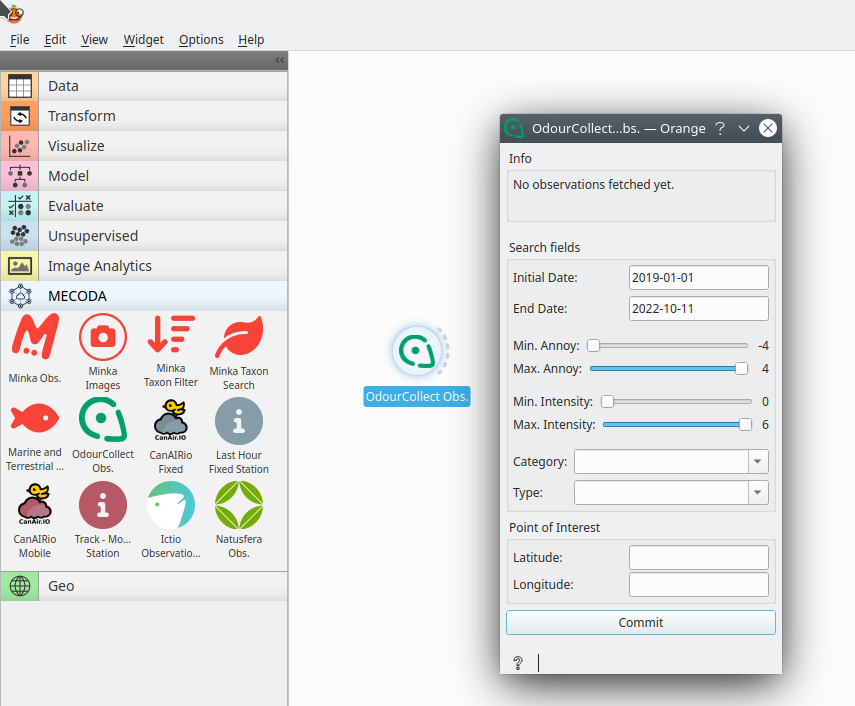 File Edit View Widget Options Help
Data
Transform
Visualize
Model
Evaluate
Unsupervised
Image Analytics
MECODA
Minka Obs.
Minka
Images
Minka
Taxon Filter
Minka Taxon
Search
Marine and
Terrestrial ...
OdourCollect
Obs.
CanAir.IO
CanAIRio
Fixed
Last Hour
Fixed Station
CanAir.IO
CanAIRio
Mobile
Track - Mo...
Station
Ictio
Observatio...
Natusfera
Obs.
Geo
OdourCollect Obs.
OdourCollect...bs. — Orange
Info
No observations fetched yet.
Search fields
Initial Date: 2019-01-01
End Date: 2022-10-11
Min. Annoy: -4
Max. Annoy: 4
Min. Intensity: 0
Max. Intensity: 6
Category:
Type:
Point of Interest
Latitude:
Longitude:
Commit
?